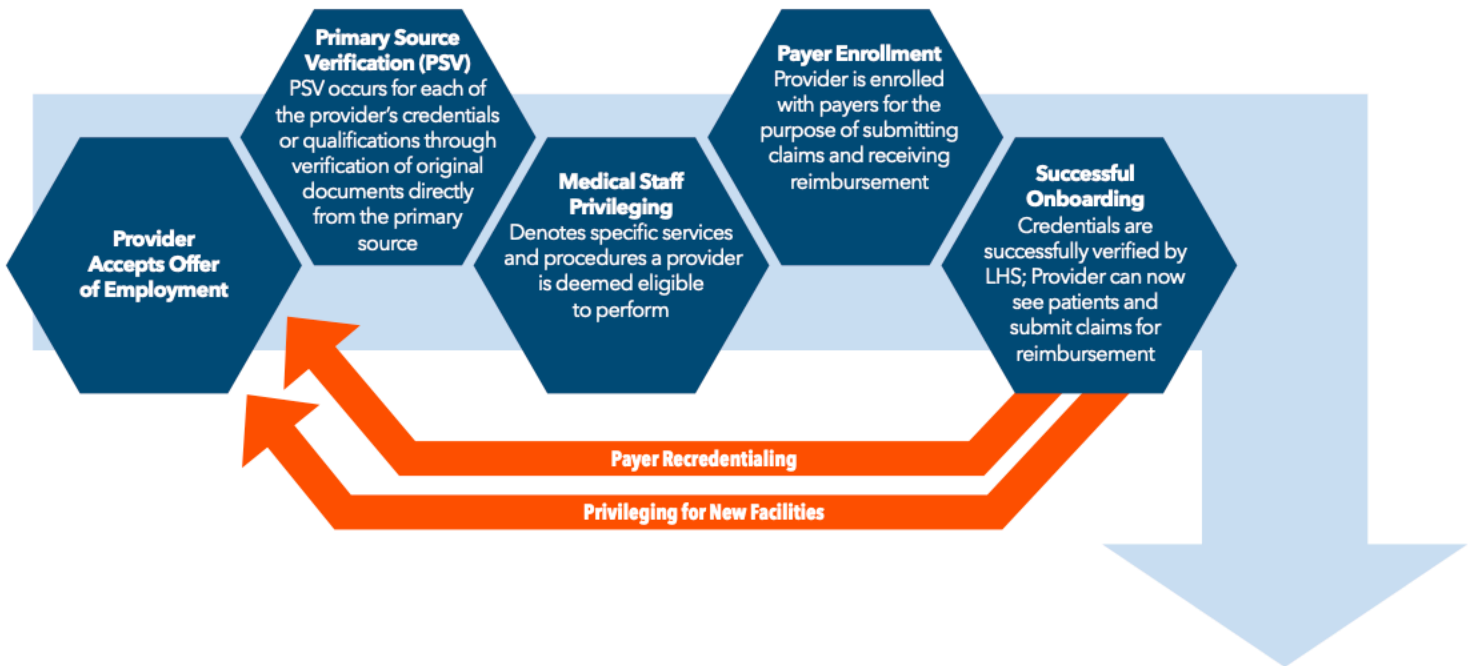 Provider
Accepts Offer
of Employment
Primary Source
Verification (PSV)
PSV occurs for each of
the provider's credentials
or qualifications through
verification of original
documents directly
from the primary
source
Medical Staff
Privileging
Denotes specific services
and procedures a provider
is deemed eligible
to perform
Payer Enrollment
Provider is enrolled
with payers for the
purpose of submitting
claims and receiving
reimbursement
Successful
Onboarding
Credentials are
successfully verified by
LHS; Provider can now
see patients and
submit claims for
reimbursement
Payer Recredentialing
Privileging for New Facilities